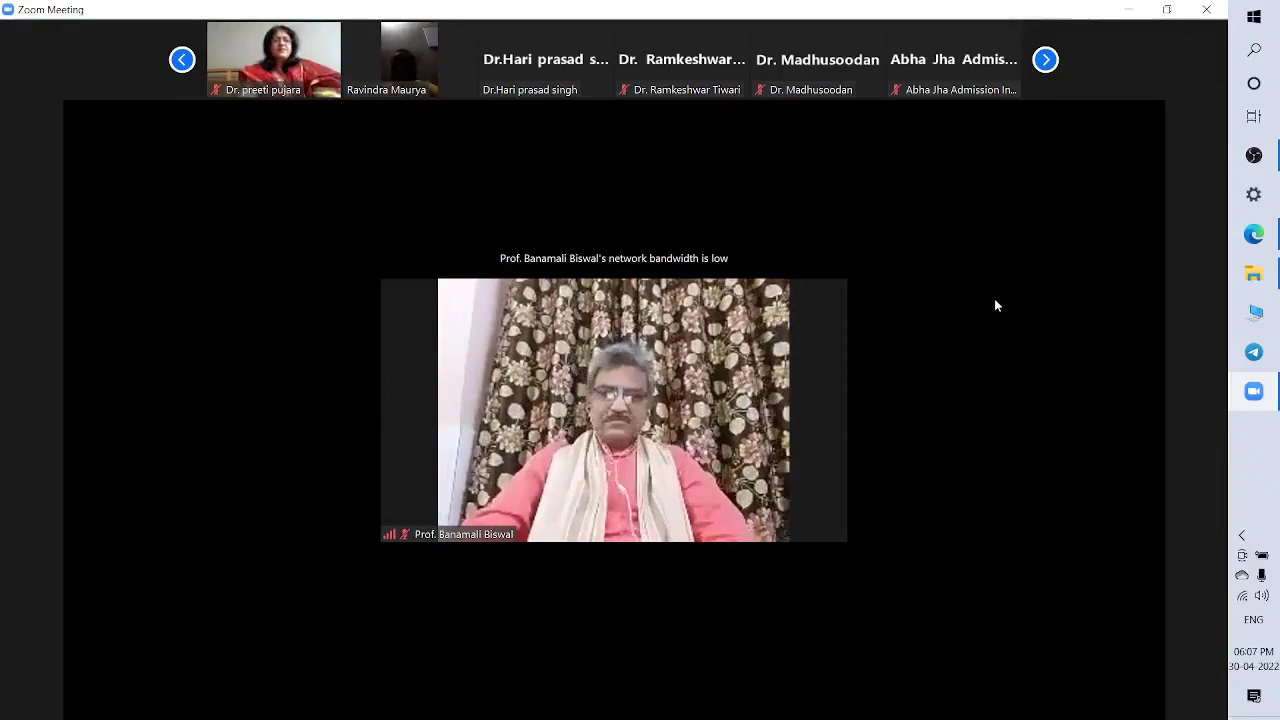 Zoom Meeting
Dr.Hari prasad s...
Dr. Ramkeshwar...
Dr. Madhusoodan
Abha Jha Admis...
Dr. preeti pujara
Ravindra Maurya
Dr.Hari prasad singh
Dr. Ramkeshwar Tiwari
Dr. Madhusoodan
Abha Jha Admission In...
Prof. Banamali Biswal's network bandwidth is low
Prof. Banamali Biswal
ENG
06:07 PM
30-04-2022